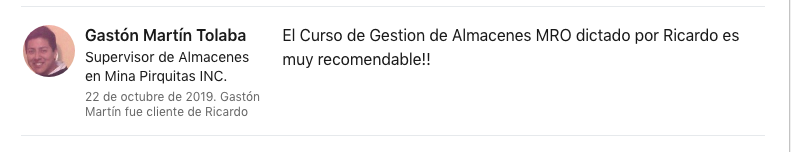 Gastón Martín Tolaba
Supervisor de Almacenes
en Mina Pirquitas INC.
22 de octubre de 2019. Gastón
Martín fue cliente de Ricardo
El Curso de Gestion de Almacenes MRO dictado por Ricardo es
muy recomendable!!